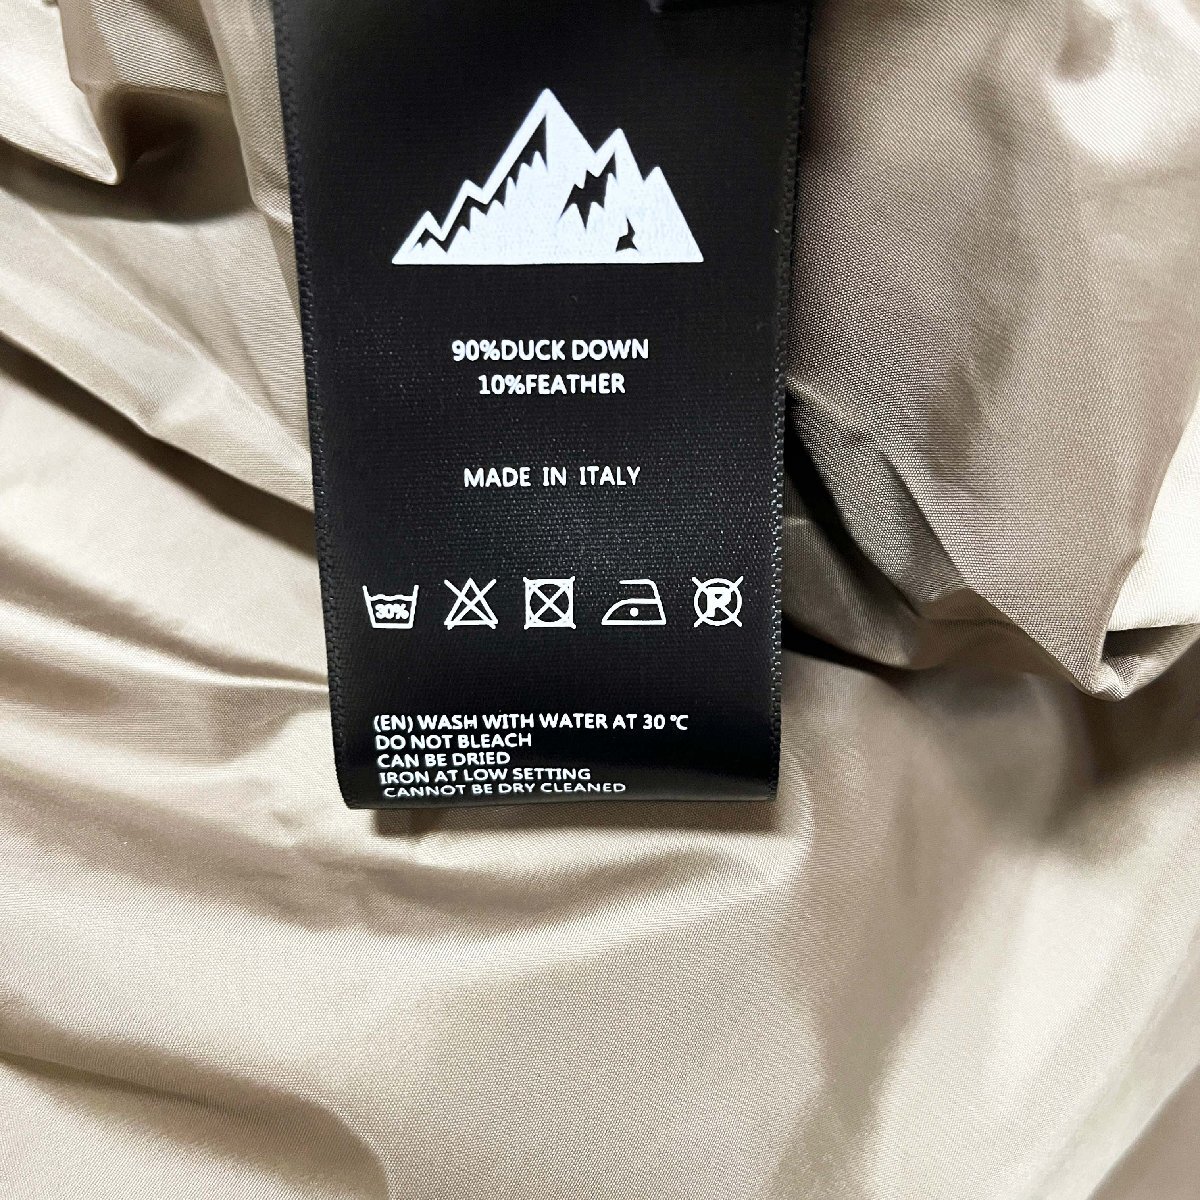 90%DUCK DOWN
10%FEATHER
MADE IN ITALY
30% R
(EN) WASH WITH WATER AT 30 °C
DO NOT BLEACH
CAN BE DRIED
IRON AT LOW SETTING
CANNOT BE DRY CLEANED